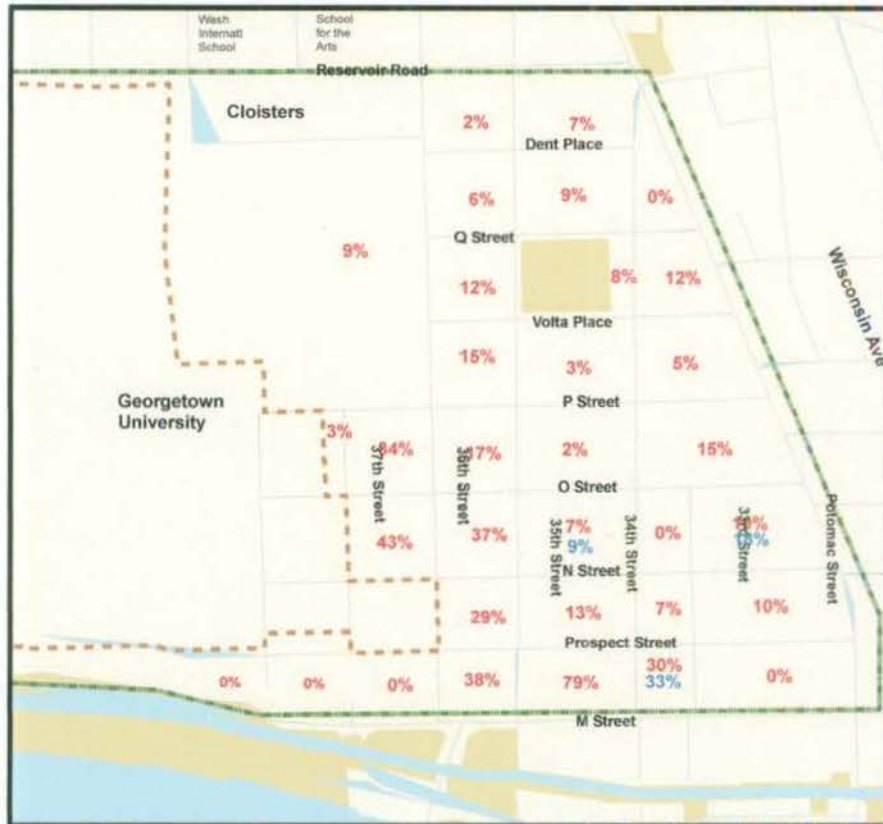 Wash
Internatl
School
School
for the
Arts
Reservoir Road
Cloisters
2%
7%
Dent Place
6%
9%
0%
Q Street
9%
12%
8%
12%
Wisconsin Ave
Volta Place
15%
3%
5%
Georgetown
University
P Street
3%
37th Street
36th Street
2%
15%
O Street
43%
37%
7%
9%
35th Street
34th Street
0%
33rd Street
Potomac Street
N Street
29%
13%
7%
10%
Prospect Street
0%
0%
0%
38%
79%
30%
33%
0%
M Street